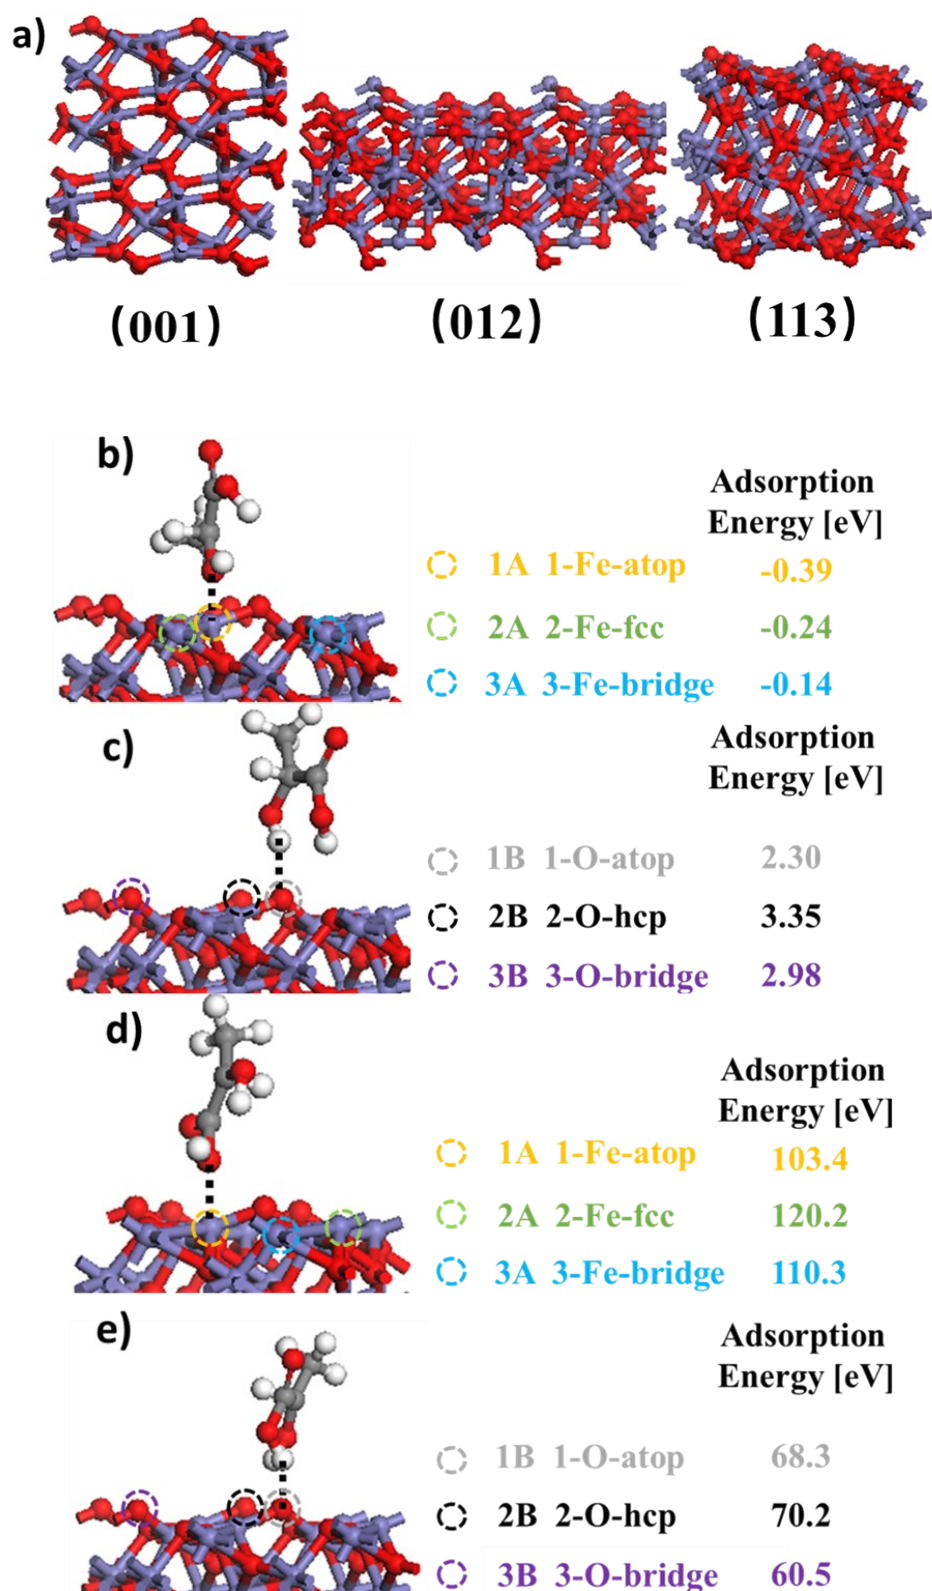 a)
(001)
(012)
(113)
b)
Adsorption
Energy [eV]
1A 1-Fe-atop -0.39
2A 2-Fe-fcc -0.24
3A 3-Fe-bridge -0.14
c)
Adsorption
Energy [eV]
1B 1-O-atop 2.30
2B 2-O-hcp 3.35
3B 3-O-bridge 2.98
d)
Adsorption
Energy [eV]
1A 1-Fe-atop 103.4
2A 2-Fe-fcc 120.2
3A 3-Fe-bridge 110.3
e)
Adsorption
Energy [eV]
1B 1-O-atop 68.3
2B 2-O-hcp 70.2
3B 3-O-bridge 60.5